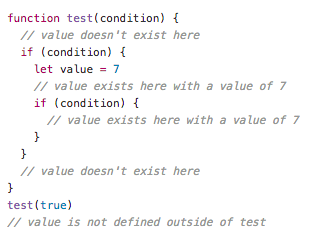 function test(condition) {
  // value doesn't exist here
  if (condition) {
    let value = 7
    // value exists here with a value of 7
    if (condition) {
      // value exists here with a value of 7
    }
  }
  // value doesn't exist here
}
test(true)
// value is not defined outside of test